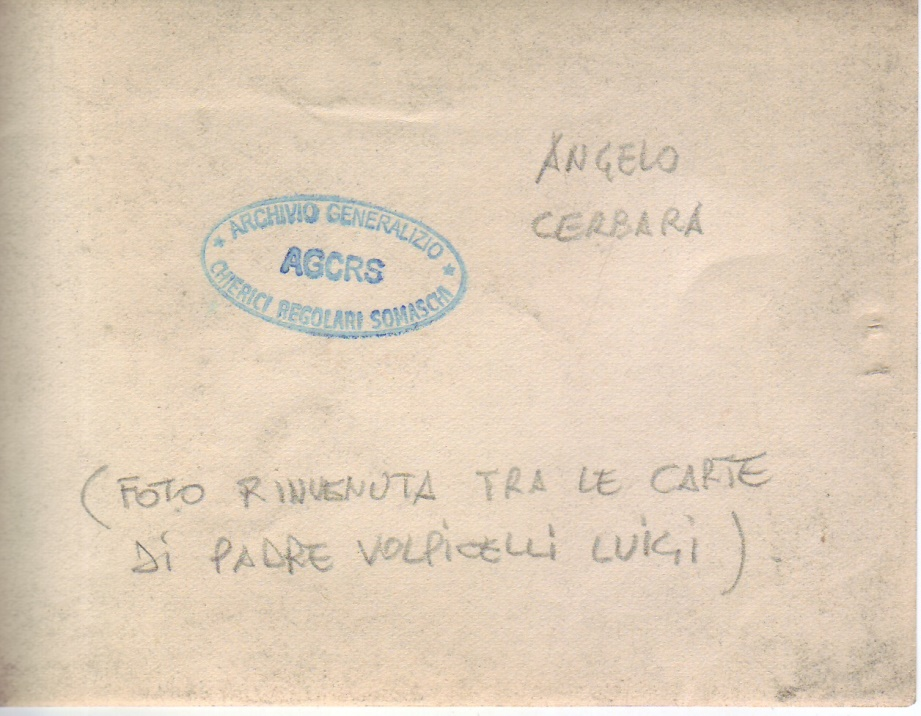 ANGELO
CERBARA
* ARCHIVIO GENERALIZIO *
AGCRS
CHIERICI REGOLARI SOMASCHI
(FOTO RINVENUTA TRA LE CARTE
DI PADRE VOLPICELLI LUIGI).